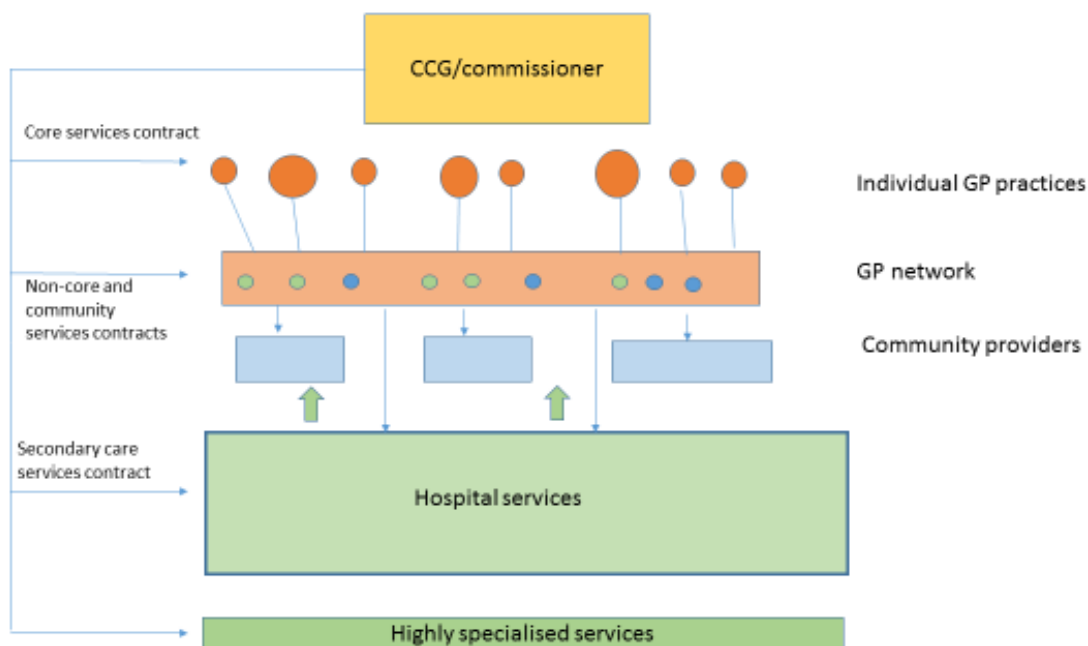 CCG/commissioner
Core services contract
Individual GP practices
GP network
Non-core and
community
services contracts
Community providers
Secondary care
services contract
Hospital services
Highly specialised services